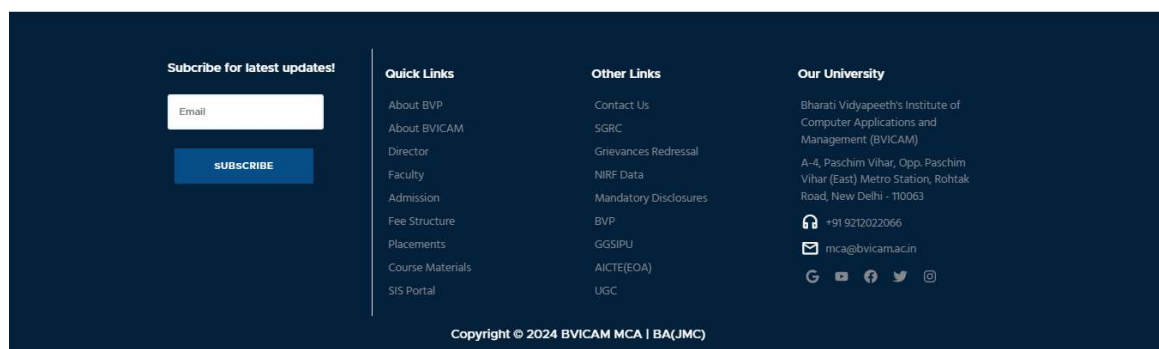 Subcribe for latest updates!
Email
sUBsCRIBE
Quick Links
About BVP
About BVICAM
Director
Faculty
Admission
Fee Structure
Placements
Course Materials
SIS Portal
Other Links
Contact Us
SGRC
Grievances Redressal
NIRF Data
Mandatory Disclosures
BVP
GGSIPU
AICTE(EOA)
UGC
Our University
Bharati Vidyapeeth's Institute of
Computer Applications and
Management (BVICAM)
A-4, Paschim Vihar, Opp. Paschim
Vihar (East) Metro Station, Rohtak
Road, New Delhi - 110063
+91 9212022066
mca@bvicam.ac.in
Copyright © 2024 BVICAM MCA | BA(JMC)